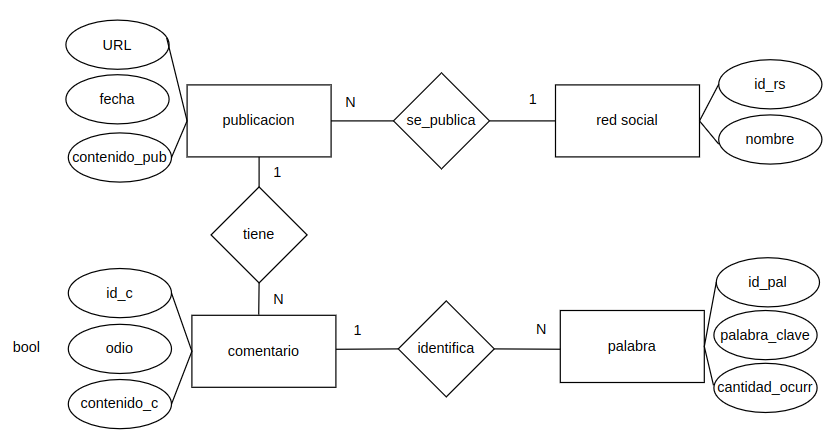 URL
fecha
contenido_pub
publicacion
N
se_publica
1
red social
id_rs
nombre
1
tiene
N
id_c
bool
odio
contenido_c
comentario
1
identifica
N
palabra
id_pal
palabra_clave
cantidad_ocurr